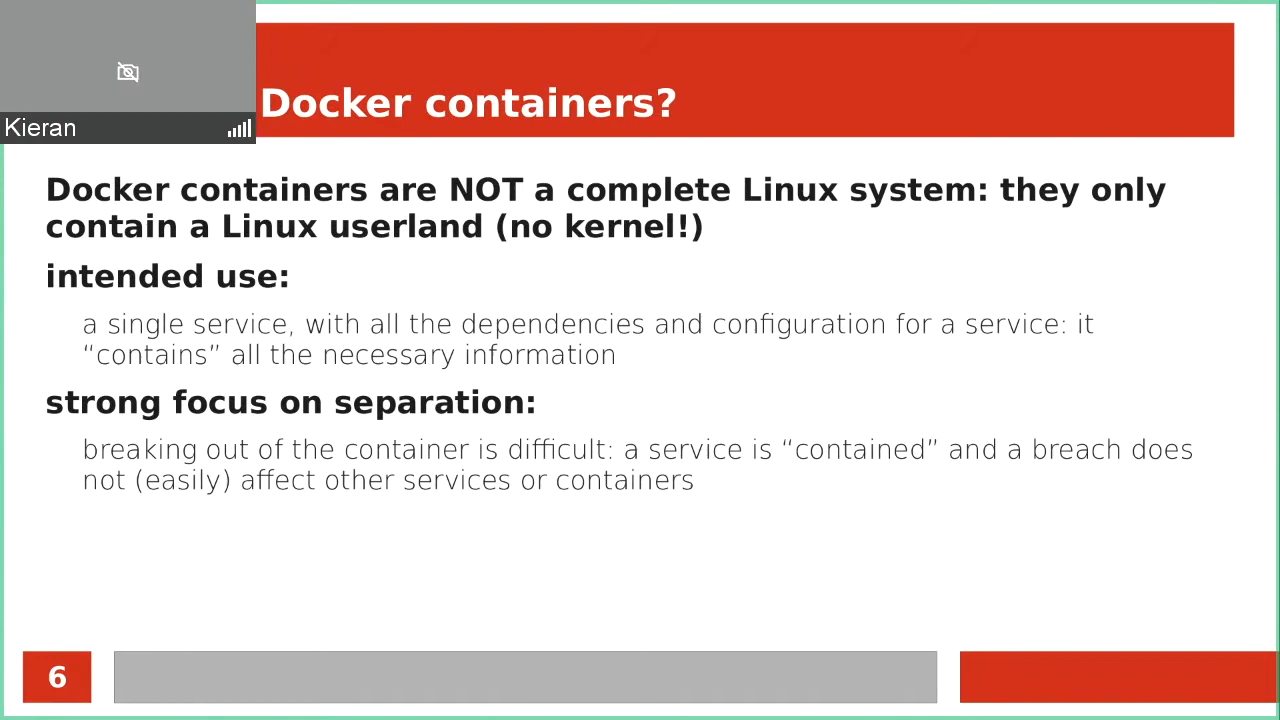 Kieran
Docker containers?
Docker containers are NOT a complete Linux system: they only
contain a Linux userland (no kernel!)
intended use:
a single service, with all the dependencies and configuration for a service: it
“contains” all the necessary information
strong focus on separation:
breaking out of the container is difficult: a service is “contained” and a breach does
not (easily) affect other services or containers
6